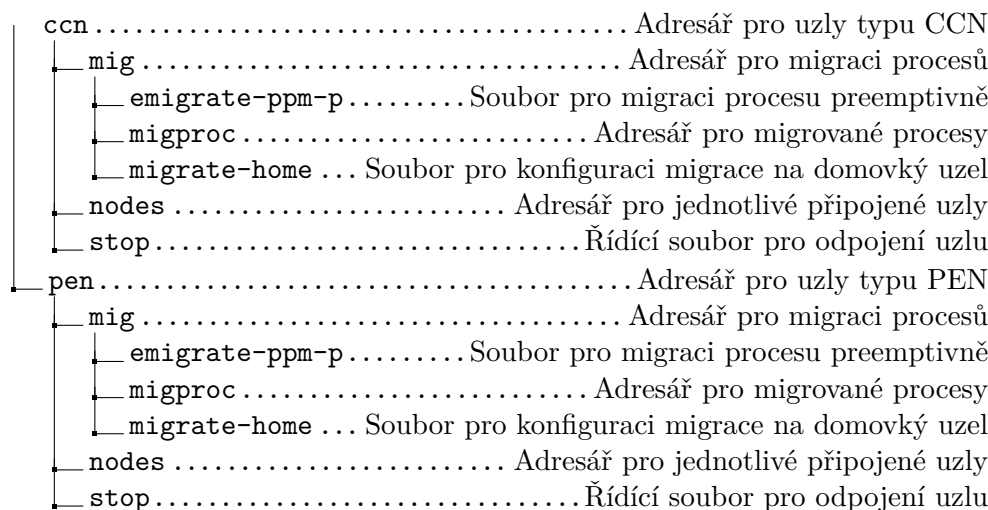 ccn........................................Adresář pro uzly typu CCN
mig......................................Adresář pro migraci procesů
emigrate-ppm-p.........Soubor pro migraci procesu preemptivně
migproc..........................Adresář pro migrované procesy
migrate-home ... Soubor pro konfiguraci migrace na domovký uzel
nodes .........................Adresář pro jednotlivé připojené uzly
stop................................Řídící soubor pro odpojení uzlu
pen........................................Adresář pro uzly typu PEN
mig......................................Adresář pro migraci procesů
emigrate-ppm-p.........Soubor pro migraci procesu preemptivně
migproc..........................Adresář pro migrované procesy
migrate-home ... Soubor pro konfiguraci migrace na domovký uzel
nodes .........................Adresář pro jednotlivé připojené uzly
stop................................Řídící soubor pro odpojení uzlu